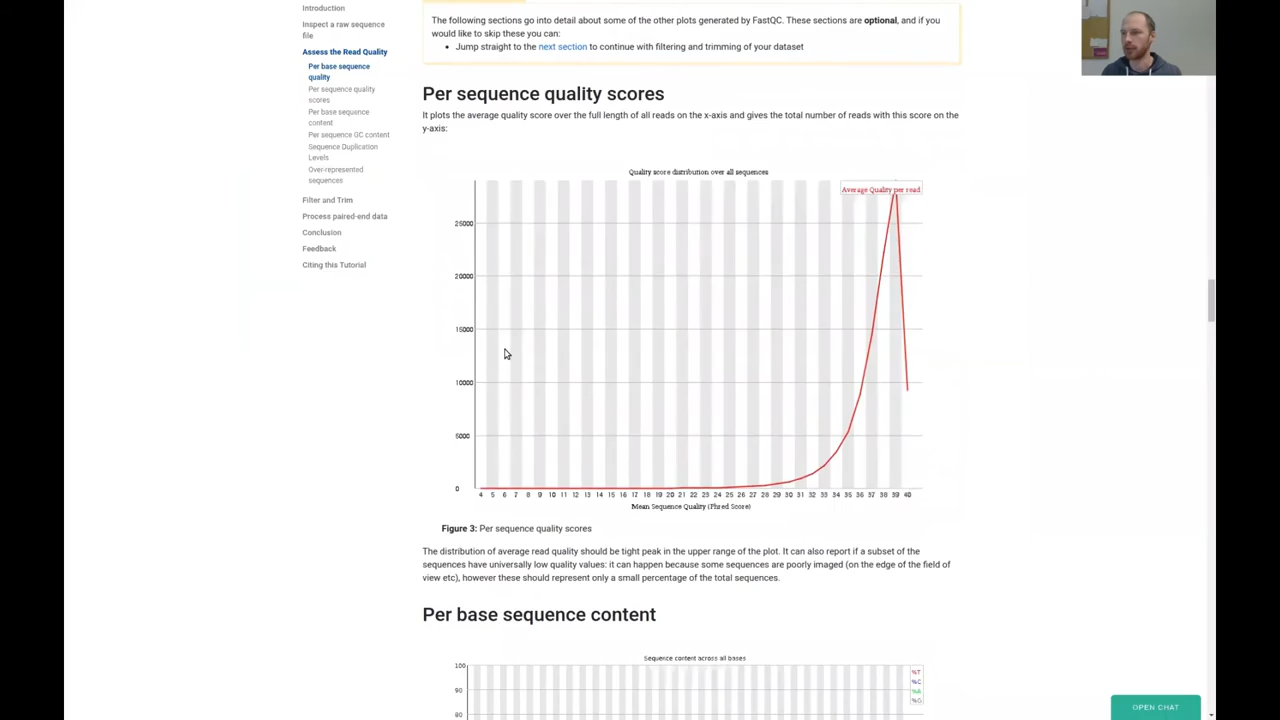 Introduction
Inspect a raw sequence
file
Assess the Read Quality
Per base sequence
quality
Per sequence quality
scores
Per base sequence
content
Per sequence GC content
Sequence Duplication
Levels
Over-represented
sequences
Filter and Trim
Process paired-end data
Conclusion
Feedback
Citing this Tutorial
The following sections go into detail about some of the other plots generated by FastQC. These sections are optional, and if you
would like to skip these you can:
• Jump straight to the next section to continue with filtering and trimming of your dataset
Per sequence quality scores
It plots the average quality score over the full length of all reads on the x-axis and gives the total number of reads with this score on the
y-axis:
Quality score distribution over all sequences
Average Quality per read
25000
20000
15000
10000
5000
0
4 5 6 7 8 9 10 11 12 13 14 15 16 17 18 19 20 21 22 23 24 25 26 27 28 29 30 31 32 33 34 35 36 37 38 39 40
Mean Sequence Quality (Phred Score)
Figure 3: Per sequence quality scores
The distribution of average read quality should be tight peak in the upper range of the plot. It can also report if a subset of the
sequences have universally low quality values: it can happen because some sequences are poorly imaged (on the edge of the field of
view etc), however these should represent only a small percentage of the total sequences.
Per base sequence content
Sequence content across all bases
100
%T
%C
90
%A
%G
80
OPEN CHAT